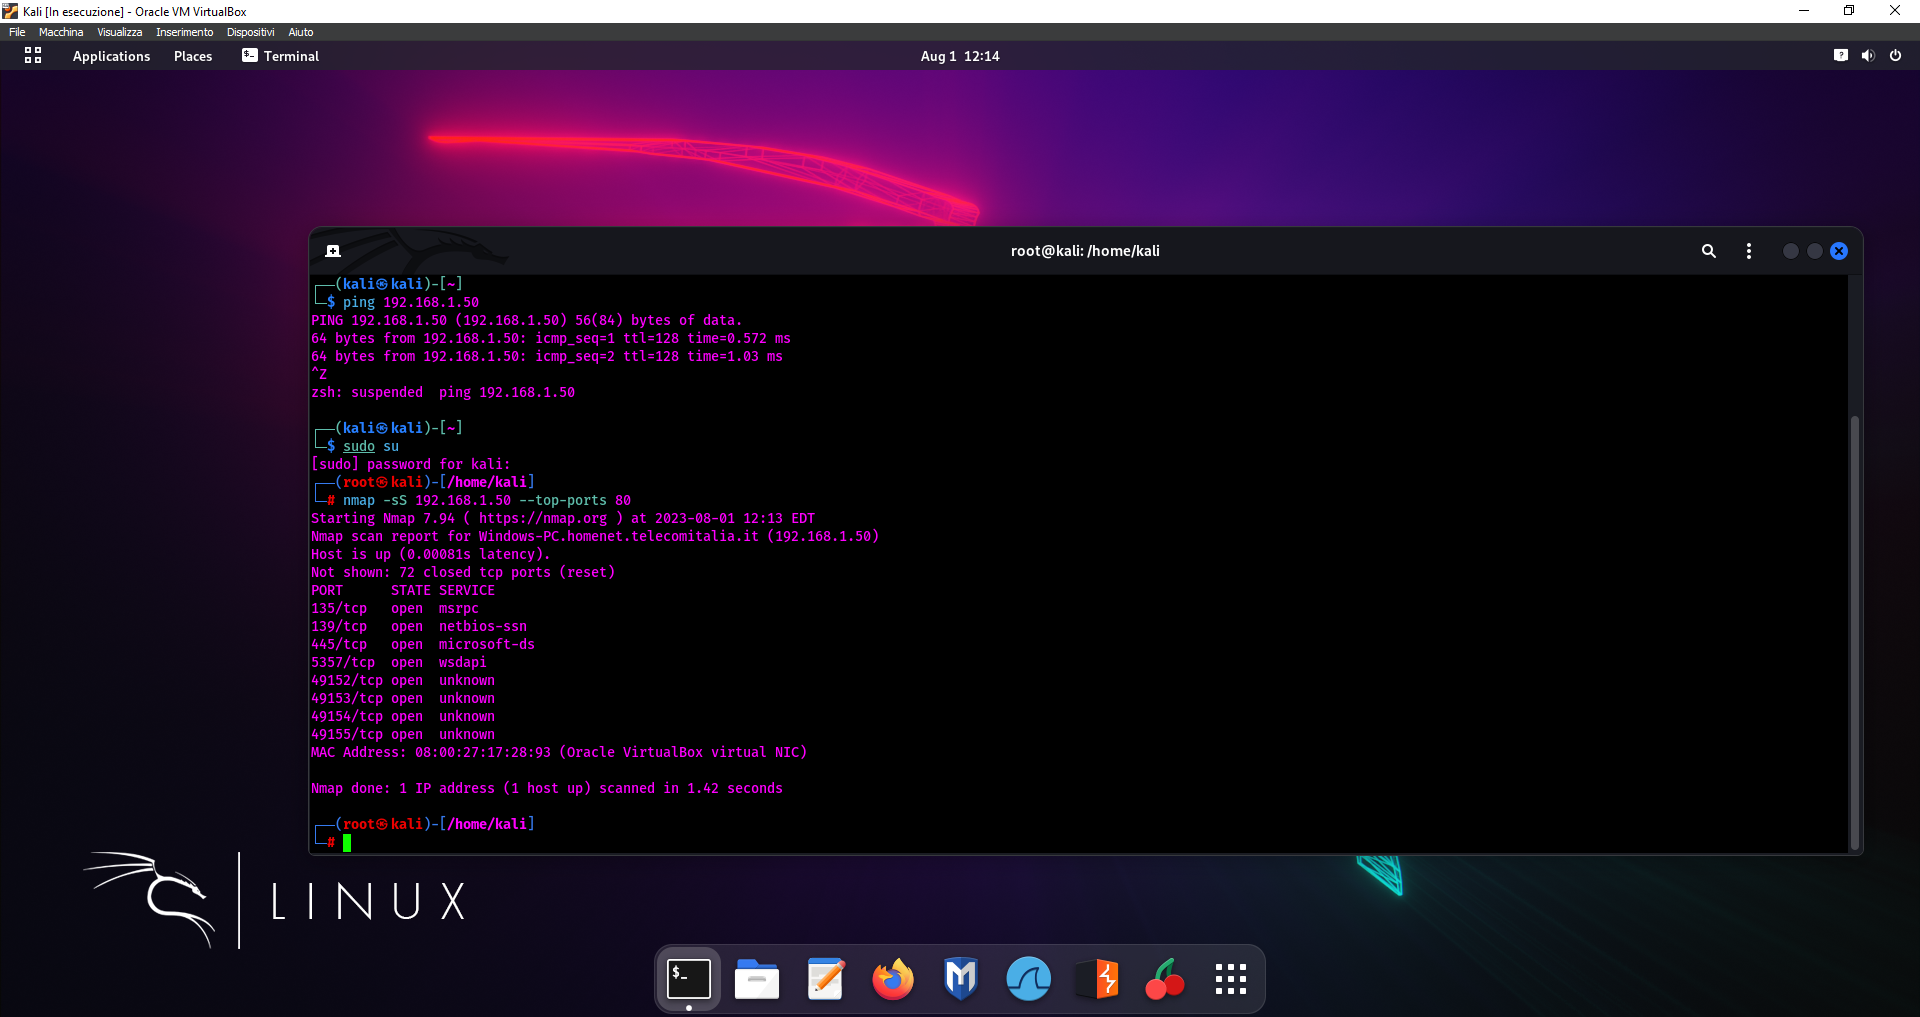 Kali [In esecuzione] - Oracle VM VirtualBox
File Macchina Visualizza Inserimento Dispositivi Aiuto
Applications Places Terminal Aug 1 12:14
root@kali: /home/kali
┌──(kali㉿kali)-[~]
└─$ ping 192.168.1.50
PING 192.168.1.50 (192.168.1.50) 56(84) bytes of data.
64 bytes from 192.168.1.50: icmp_seq=1 ttl=128 time=0.572 ms
64 bytes from 192.168.1.50: icmp_seq=2 ttl=128 time=1.03 ms
^Z
zsh: suspended  ping 192.168.1.50
┌──(kali㉿kali)-[~]
└─$ sudo su
[sudo] password for kali:
┌──(root㉿kali)-[/home/kali]
└─# nmap -sS 192.168.1.50 --top-ports 80
Starting Nmap 7.94 ( https://nmap.org ) at 2023-08-01 12:13 EDT
Nmap scan report for Windows-PC.homenet.telecomitalia.it (192.168.1.50)
Host is up (0.00081s latency).
Not shown: 72 closed tcp ports (reset)
PORT      STATE SERVICE
135/tcp   open  msrpc
139/tcp   open  netbios-ssn
445/tcp   open  microsoft-ds
5357/tcp  open  wsdapi
49152/tcp open  unknown
49153/tcp open  unknown
49154/tcp open  unknown
49155/tcp open  unknown
MAC Address: 08:00:27:17:28:93 (Oracle VirtualBox virtual NIC)
Nmap done: 1 IP address (1 host up) scanned in 1.42 seconds
┌──(root㉿kali)-[/home/kali]
└─#
LINUX
$_